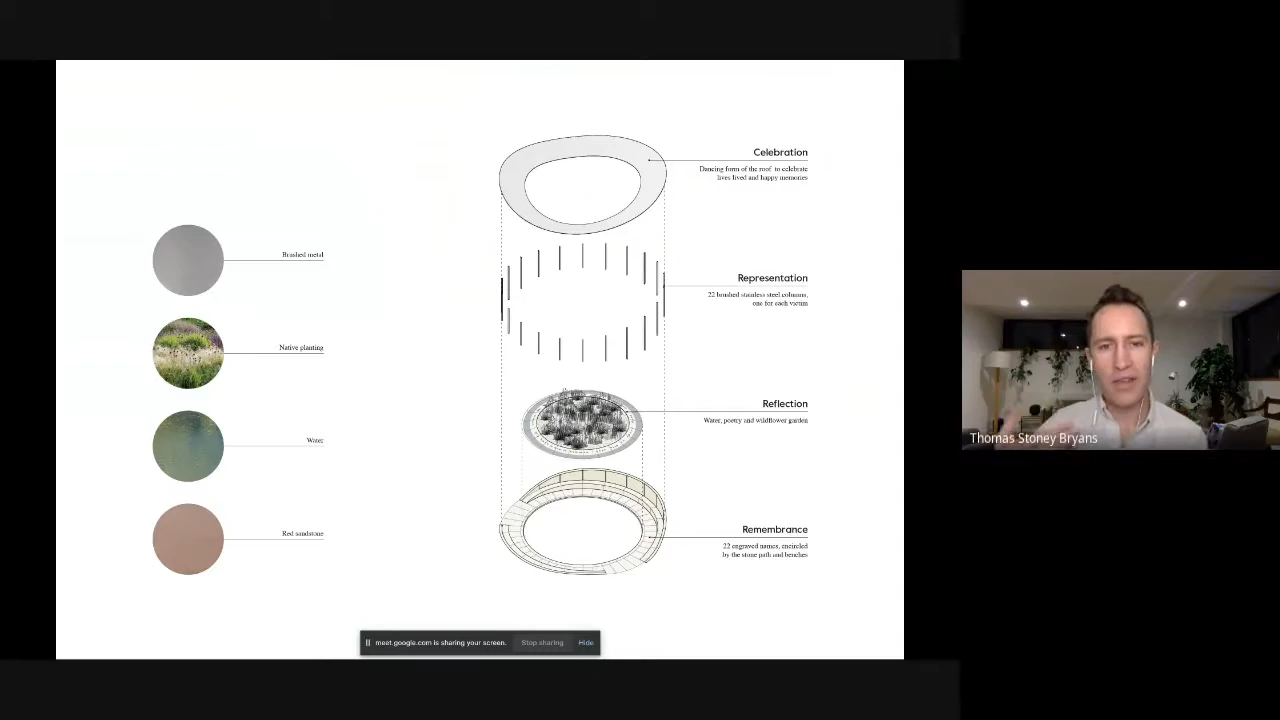 Brushed metal
Native planting
Water
Red sandstone
Celebration
Dancing form of the roof to celebrate
lives lived and happy memories
Representation
22 brushed stainless steel columns,
one for each victim
Reflection
Water, poetry and wildflower garden
Remembrance
22 engraved names, encircled
by the stone path and benches
meet.google.com is sharing your screen.
Stop sharing
Hide
Thomas Stoney Bryans